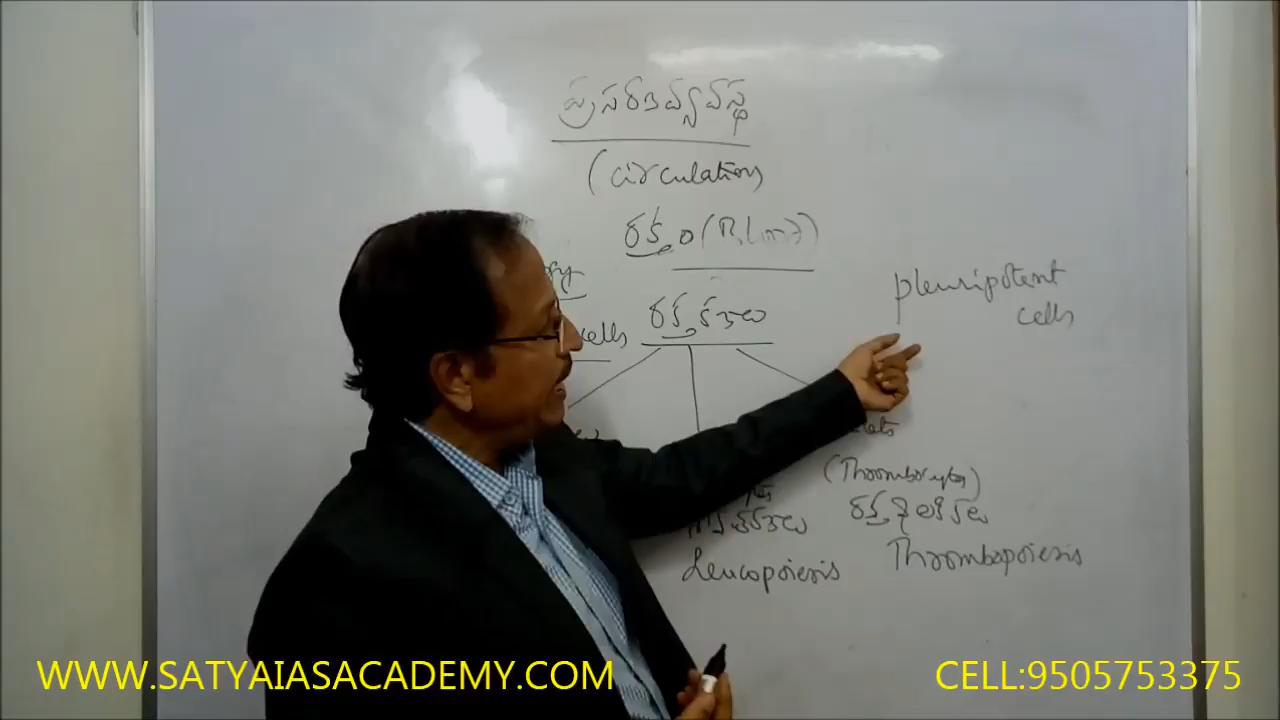 ప్రసరణవ్యవస్థ
(circulation)
రక్తం (Blood)
రక్తకణాలు
cells
pleuripotent
cells
(Thrombocytes)
రక్తఫలకికలు
Leucopoiesis
Thrombopoiesis
WWW.SATYAIASACADEMY.COM
CELL:9505753375